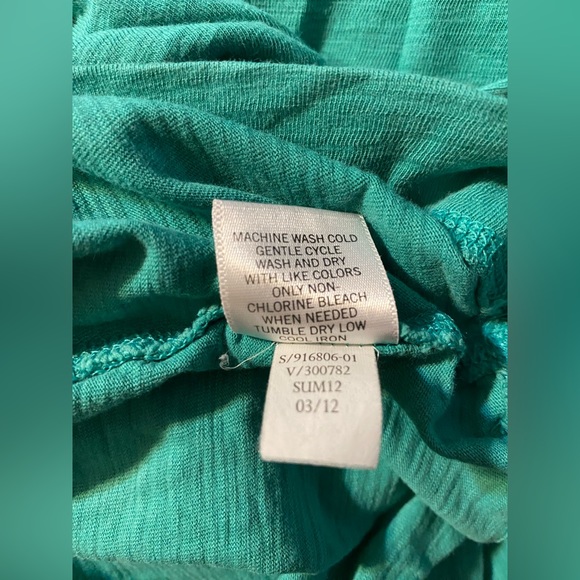 MACHINE WASH COLD
GENTLE CYCLE
WASH AND DRY
WITH LIKE COLORS
ONLY NON-
CHLORINE BLEACH
WHEN NEEDED
TUMBLE DRY LOW
COOL IRON
S/916806-01
V/300782
SUM12
03/12